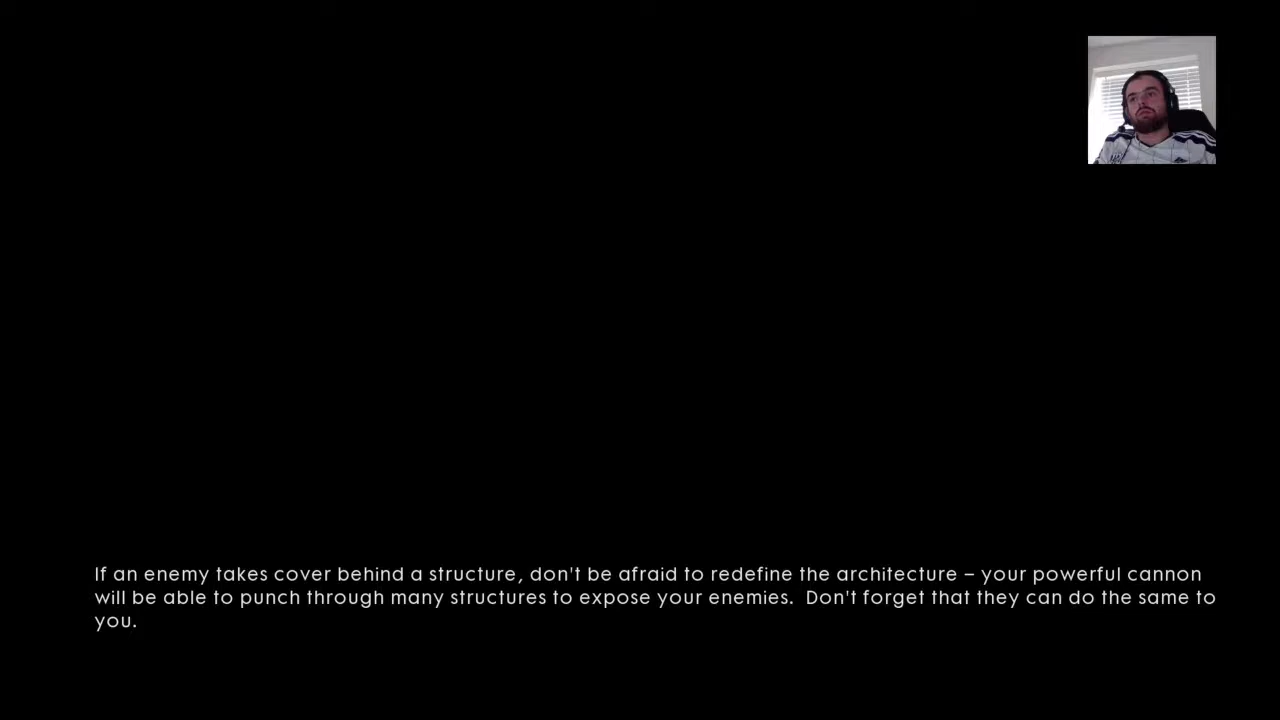 If an enemy takes cover behind a structure, don't be afraid to redefine the architecture – your powerful cannon
will be able to punch through many structures to expose your enemies.  Don't forget that they can do the same to
you.